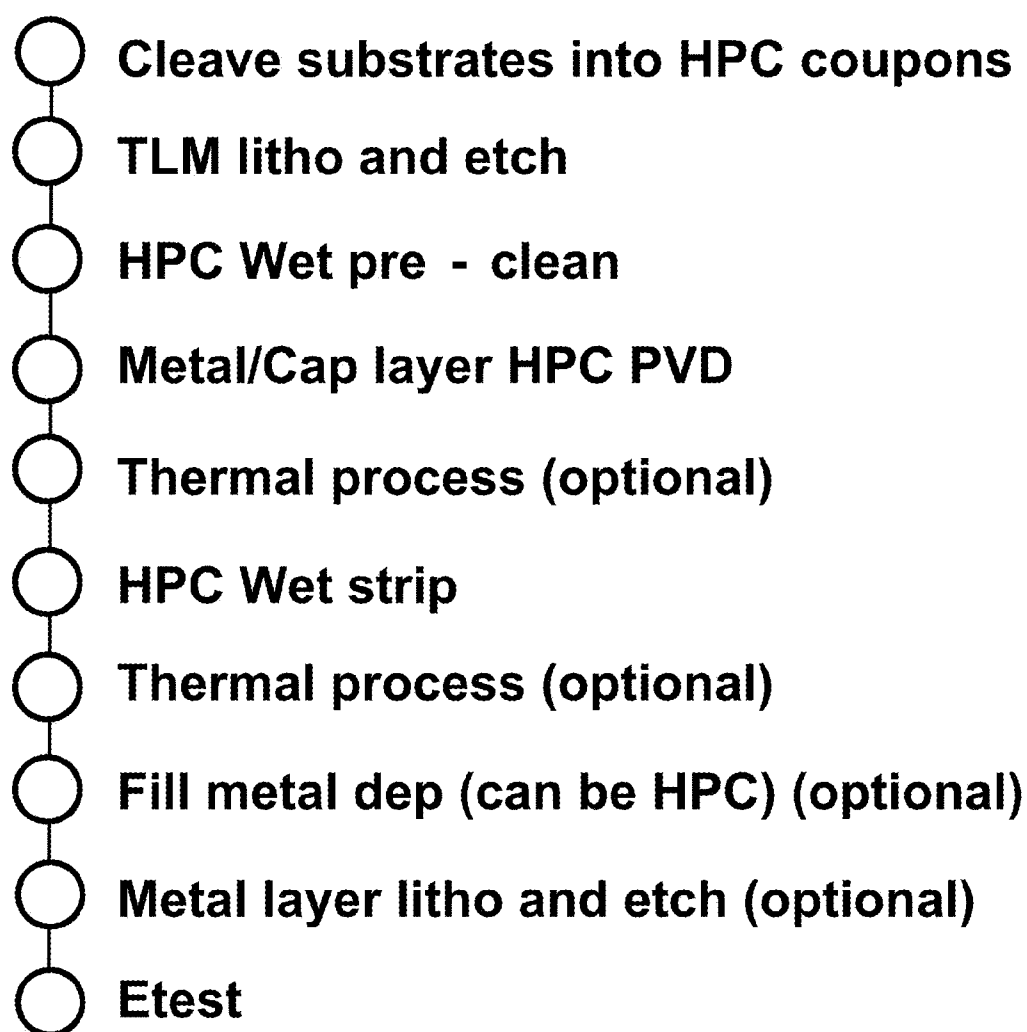 Cleave substrates into HPC coupons
TLM litho and etch
HPC Wet pre - clean
Metal/Cap layer HPC PVD
Thermal process (optional)
HPC Wet strip
Thermal process (optional)
Fill metal dep (can be HPC) (optional)
Metal layer litho and etch (optional)
Etest